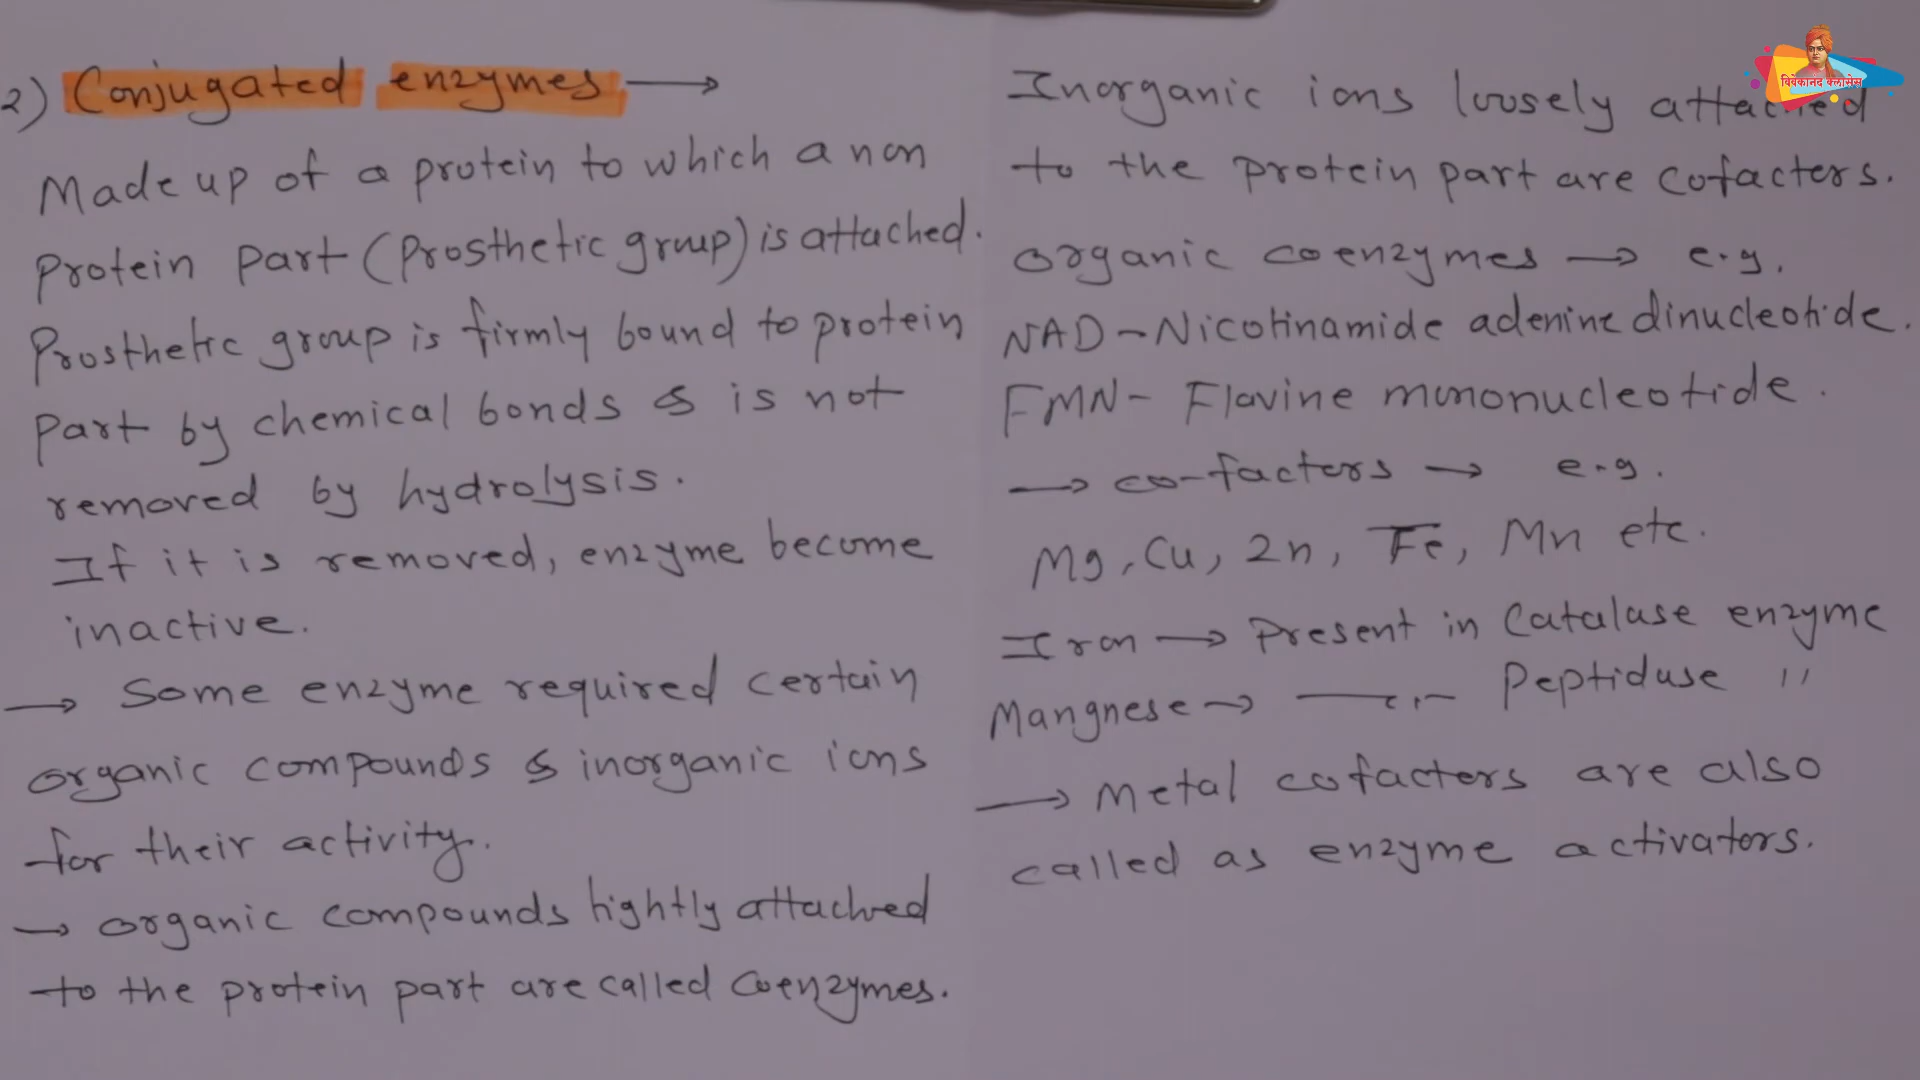 2) Conjugated enzymes →
Made up of a protein to which a non
protein part (Prosthetic group) is attached.
Prosthetic group is firmly bound to protein
part by chemical bonds & is not
removed by hydrolysis.
If it is removed, enzyme become
inactive.
→ Some enzyme required certain
organic compounds & inorganic ions
for their activity.
→ organic compounds tightly attached
to the protein part are called Coenzymes.
Inorganic ions loosely attached
to the protein part are cofactors.
organic coenzymes → e.g.
NAD - Nicotinamide adenine dinucleotide.
FMN - Flavine mononucleotide.
→ co-factors → e.g.
Mg, Cu, Zn, Fe, Mn etc.
Iron → Present in Catalase enzyme
Mangnese → —〃— Peptidase 〃
→ Metal cofactors are also
called as enzyme activators.
विवेकानंद क्लासेस